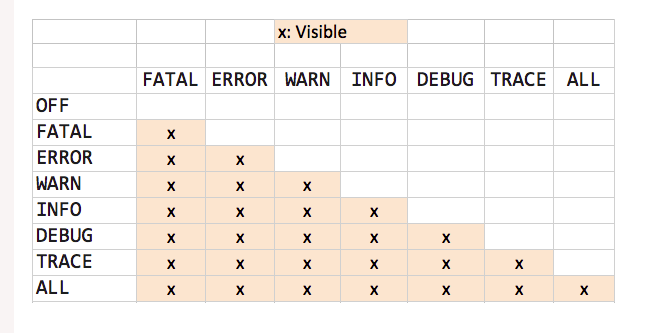 x: Visible
FATAL ERROR WARN INFO DEBUG TRACE ALL
OFF
FATAL x
ERROR x x
WARN x x x
INFO x x x x
DEBUG x x x x x
TRACE x x x x x x
ALL x x x x x x x